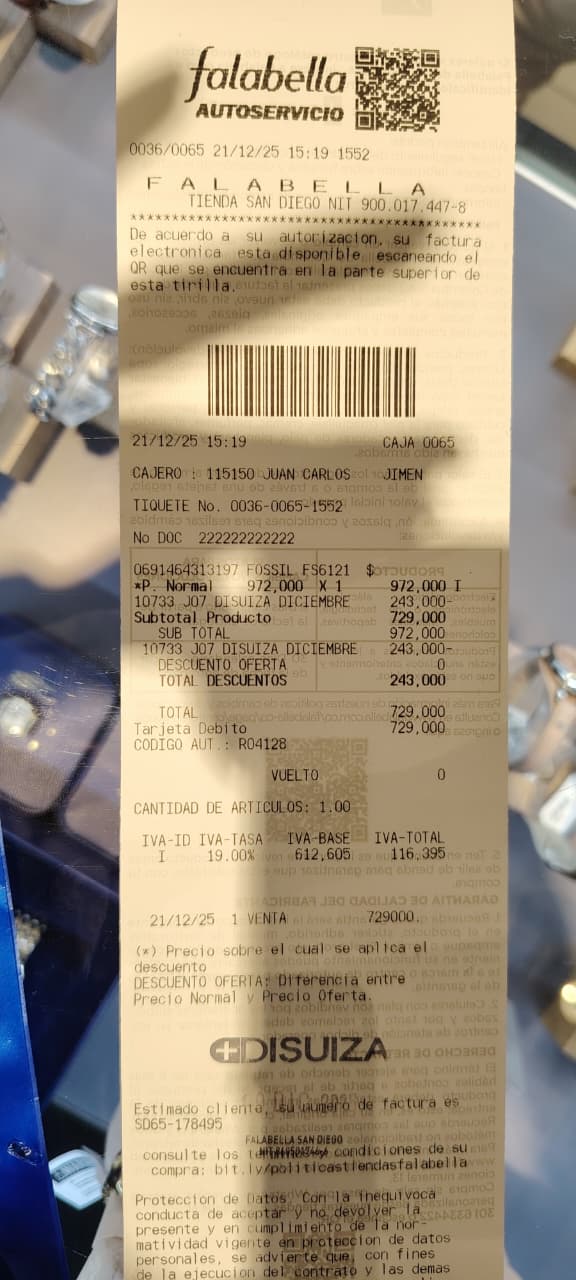 falabella
AUTOSERVICIO
0036/0065 21/12/25 15:19 1552
F A L A B E L L A
TIENDA SAN DIEGO NIT 900.017.447-8
****************************************************
De acuerdo a su autorizacion, su factura
electronica esta disponible escaneando el
QR que se encuentra en la parte superior de
esta tirilla.
21/12/25 15:19 CAJA 0065
CAJERO : 115150 JUAN CARLOS JIMEN
TIQUETE No. 0036-0065-1552
No DOC 222222222222
0691464313197 FOSSIL FS6121 $
*P. Normal 972,000 X 1 972,000 I
10733 J07 DISUIZA DICIEMBRE 243,000-
Subtotal Producto 729,000
SUB TOTAL 972,000
10733 J07 DISUIZA DICIEMBRE 243,000-
DESCUENTO OFERTA 0
TOTAL DESCUENTOS 243,000
TOTAL 729,000
Tarjeta Debito 729,000
CODIGO AUT.: R04128
VUELTO 0
CANTIDAD DE ARTICULOS: 1.00
IVA-ID IVA-TASA IVA-BASE IVA-TOTAL
I 19.00% 612,605 116,395
21/12/25 1 VENTA 729000.
(*) Precio sobre el cual se aplica el
descuento
DESCUENTO OFERTA: Diferencia entre
Precio Normal y Precio Oferta.
DISUIZA
Estimado cliente, su numero de factura es
SD65-178495
FALABELLA SAN DIEGO
consulte los terminos y condiciones de su
compra: bit.ly/politicastiendasfalabella
Proteccion de Datos. Con la inequivoca
conducta de aceptar y no devolver la
presente y en cumplimiento de la nor-
matividad vigente en proteccion de datos
personales, se advierte que, con fines
de la ejecucion del contrato y las demas